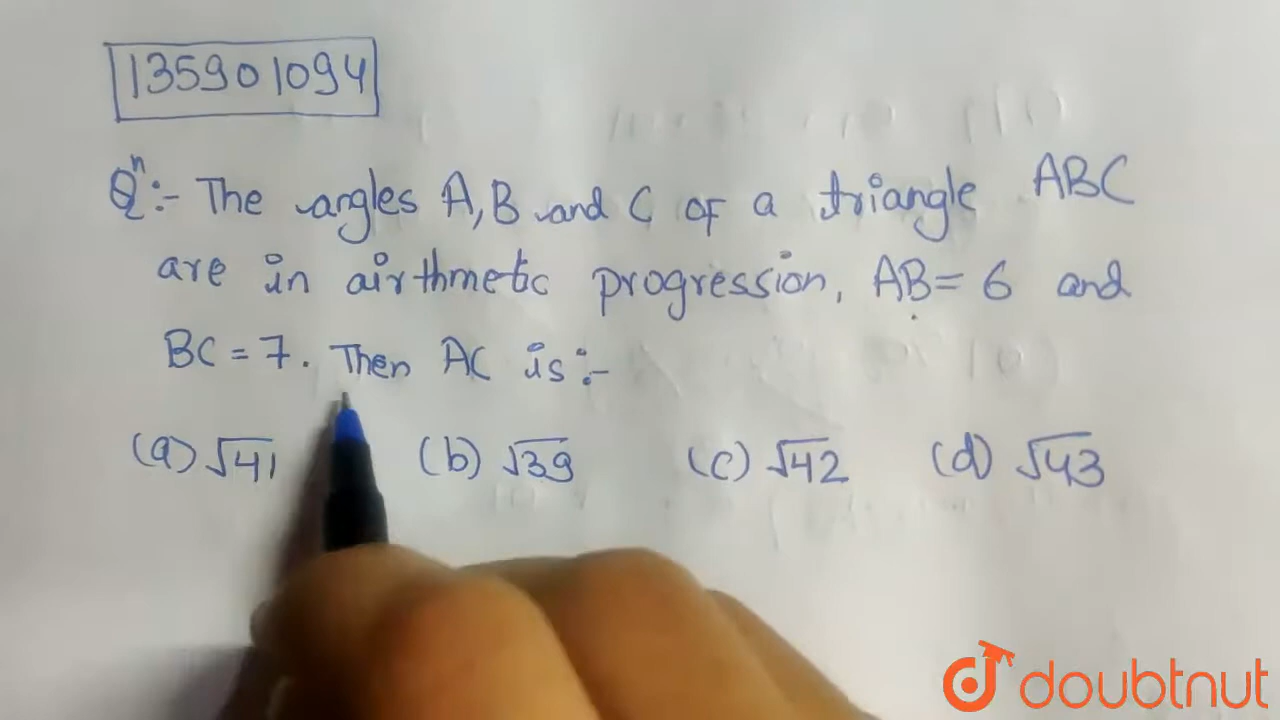 135901094
Qn:- The angles A, B and C of a triangle ABC
are in airthmetic progression, AB = 6 and
BC = 7. Then AC is :-
(a) √41 (b) √39 (c) √42 (d) √43
doubtnut